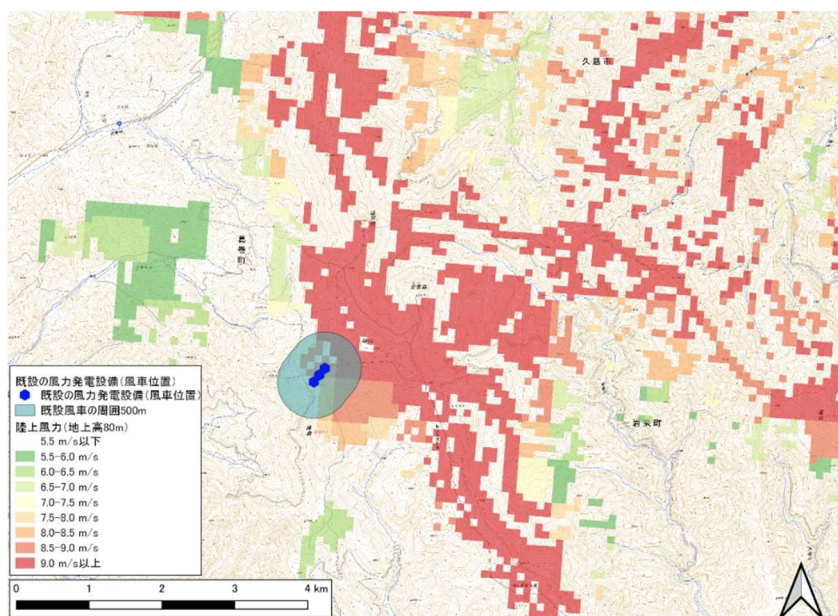 久慈市
葛巻町
岩泉町
既設の風力発電設備(風車位置)
既設の風力発電設備(風車位置)
既設風車の周囲500m
陸上風力(地上高80m)
5.5 m/s以下
5.5-6.0 m/s
6.0-6.5 m/s
6.5-7.0 m/s
7.0-7.5 m/s
7.5-8.0 m/s
8.0-8.5 m/s
8.5-9.0 m/s
9.0 m/s以上
0 1 2 3 4 km